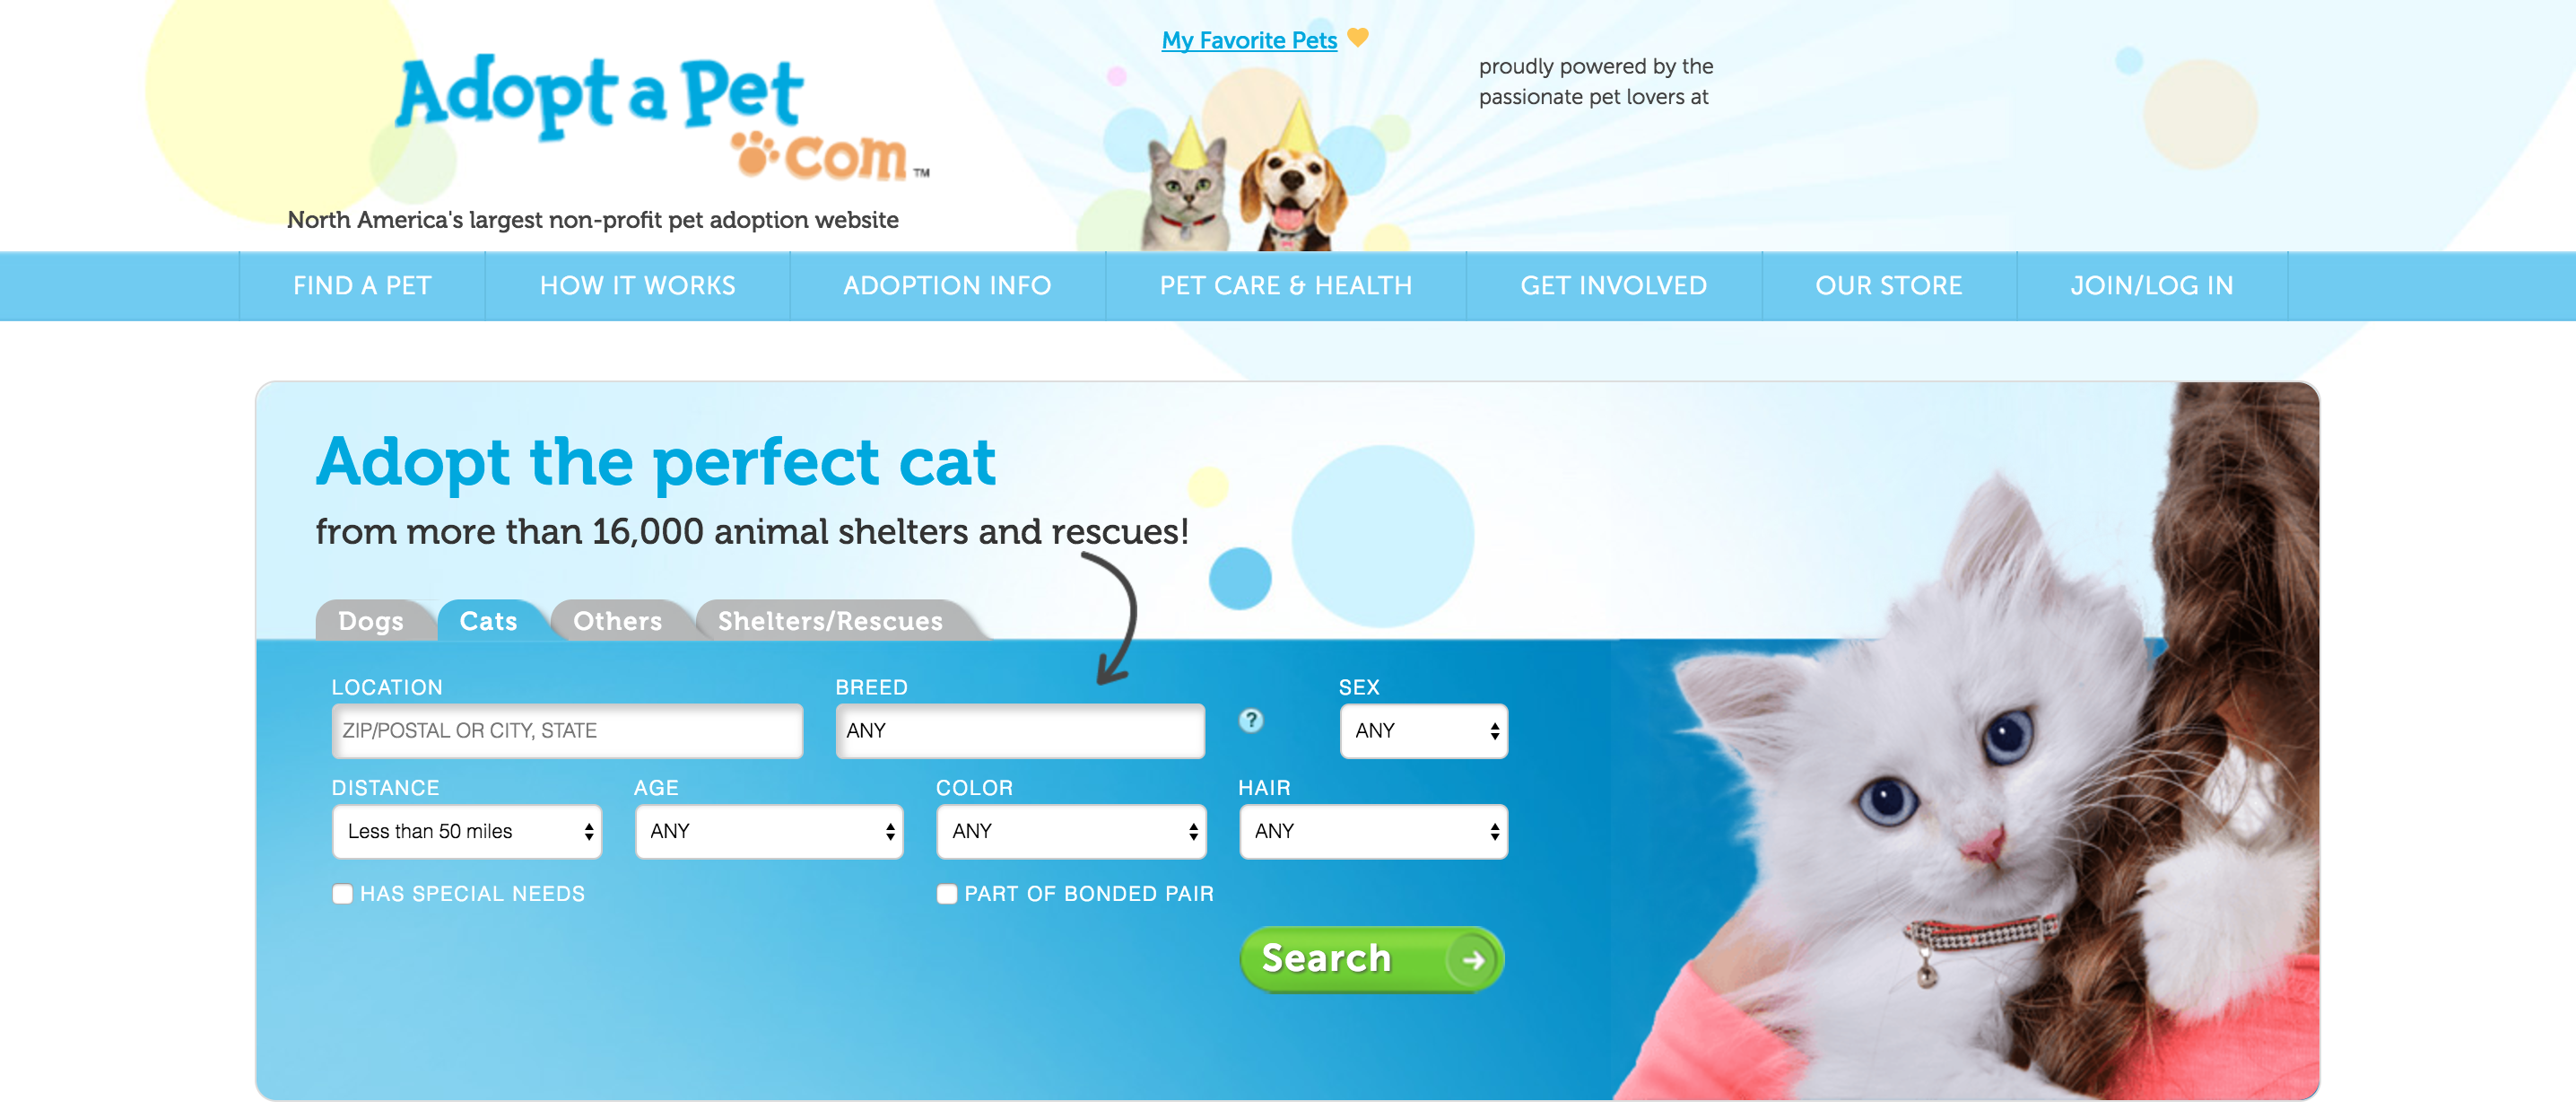 My Favorite Pets
Adopt a Pet
.com ™
proudly powered by the
passionate pet lovers at
North America's largest non-profit pet adoption website
FIND A PET
HOW IT WORKS
ADOPTION INFO
PET CARE & HEALTH
GET INVOLVED
OUR STORE
JOIN/LOG IN
Adopt the perfect cat
from more than 16,000 animal shelters and rescues!
Dogs
Cats
Others
Shelters/Rescues
LOCATION
BREED
SEX
ZIP/POSTAL OR CITY, STATE
ANY
?
ANY
DISTANCE
AGE
COLOR
HAIR
Less than 50 miles
ANY
ANY
ANY
HAS SPECIAL NEEDS
PART OF BONDED PAIR
Search